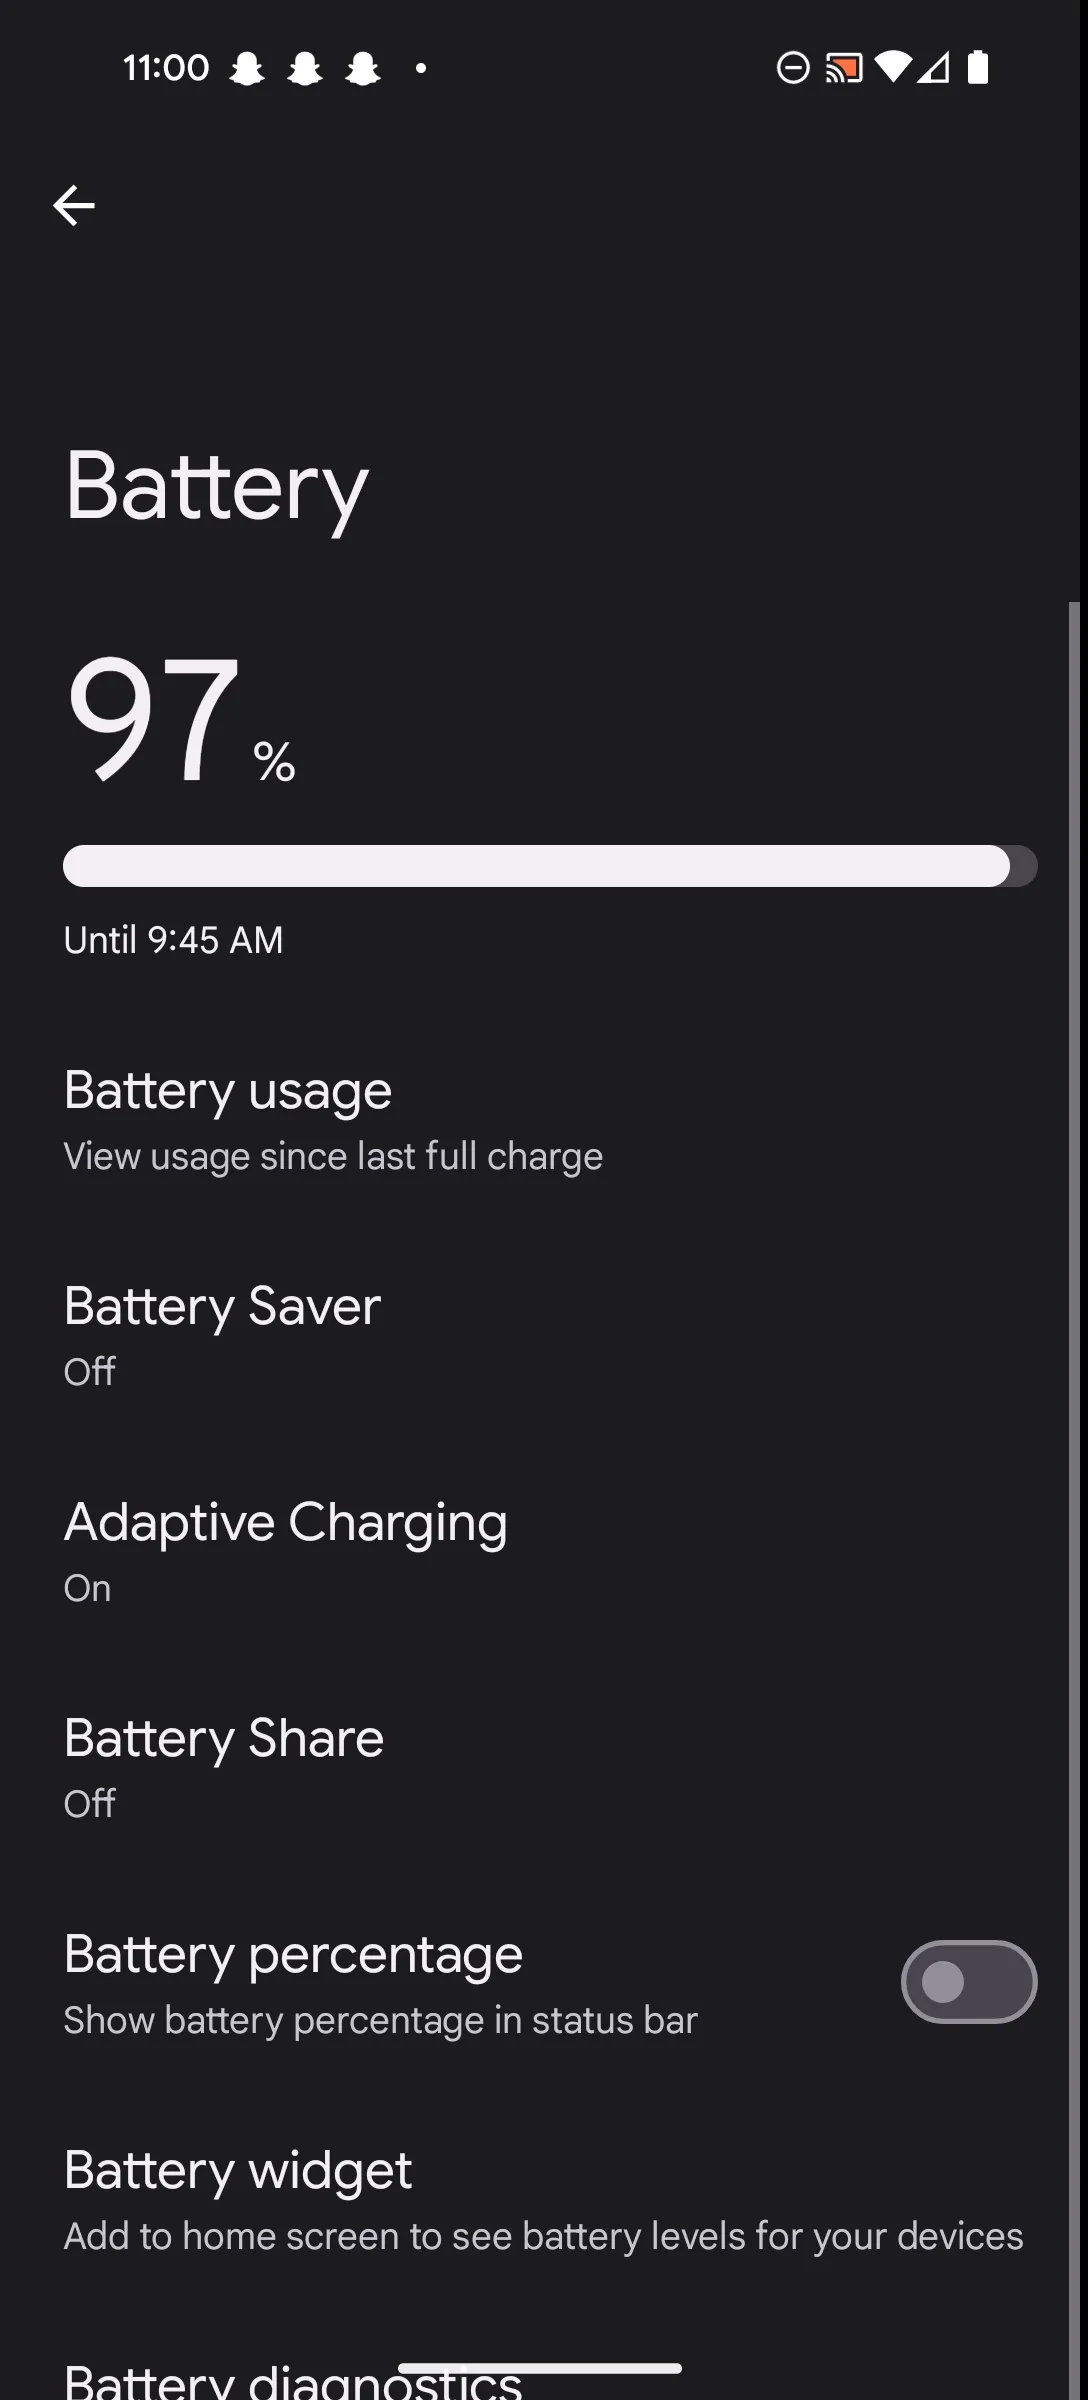 11:00
Battery
97 %
Until 9:45 AM
Battery usage
View usage since last full charge
Battery Saver
Off
Adaptive Charging
On
Battery Share
Off
Battery percentage
Show battery percentage in status bar
Battery widget
Add to home screen to see battery levels for your devices
Battery diagnostics